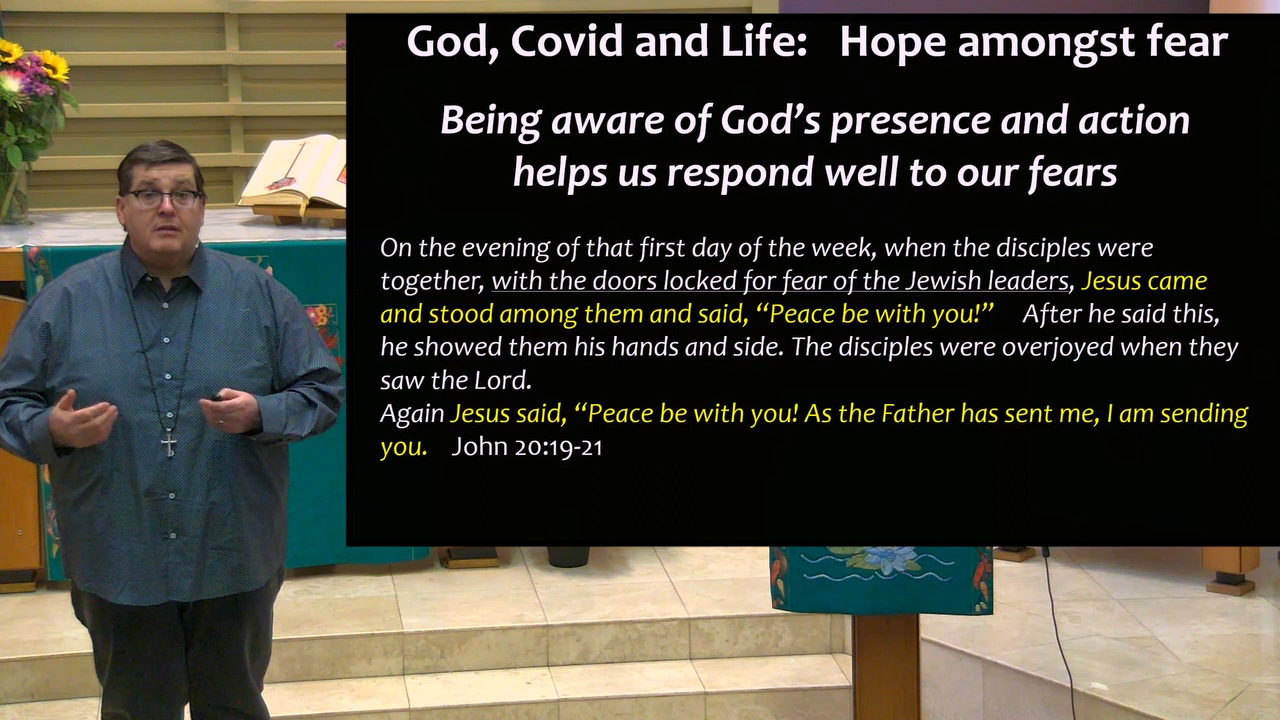 God, Covid and Life:   Hope amongst fear
Being aware of God’s presence and action
helps us respond well to our fears
On the evening of that first day of the week, when the disciples were
together, with the doors locked for fear of the Jewish leaders, Jesus came
and stood among them and said, “Peace be with you!”    After he said this,
he showed them his hands and side. The disciples were overjoyed when they
saw the Lord.
Again Jesus said, “Peace be with you! As the Father has sent me, I am sending
you.   John 20:19-21